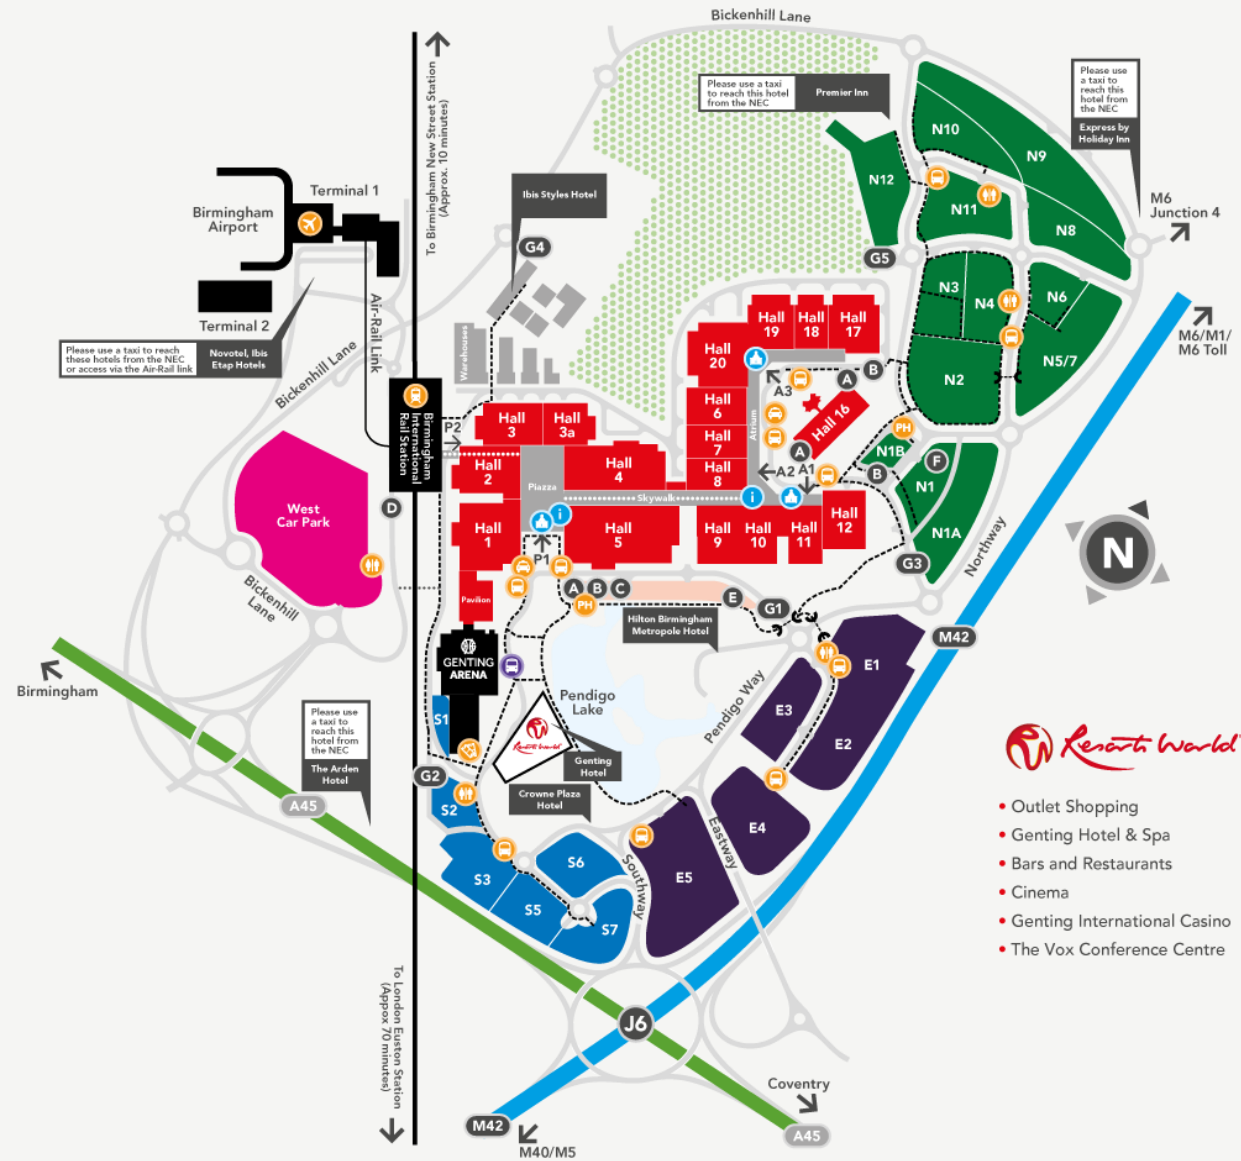 Bickenhill Lane
To Birmingham New Street Station
(Approx. 10 minutes)
Please use a taxi
to reach this hotel
from the NEC
Premier Inn
Please use
a taxi to
reach this
hotel from
the NEC
Express by
Holiday Inn
M6
Junction 4
N10
N9
N12
N11
N8
Terminal 1
Birmingham
Airport
Terminal 2
Air-Rail Link
Please use a taxi to reach
these hotels from the NEC
or access via the Air-Rail link
Novotel, Ibis
Etap Hotels
Ibis Styles Hotel
G4
G5
N3
N4
N6
N5/7
N2
M6/M1/
M6 Toll
Warehouses
Bickenhill Lane
Birmingham
International
Rail Station
P2
Hall
19
Hall
18
Hall
17
Hall
20
Hall
6
Hall
7
Hall
8
Atrium
A3
A
B
Hall 16
A
A2
A1
PH
N1B
B
F
N1
N1A
Hall
3
Hall
3a
Hall
2
Hall
4
Piazza
Skywalk
i
i
Hall
1
Hall
5
Hall
9
Hall
10
Hall
11
Hall
12
P1
West
Car Park
D
Bickenhill
Lane
Pavilion
A
B
C
PH
E
G1
G3
Northway
N
Hilton Birmingham
Metropole Hotel
GENTING
ARENA
M42
Birmingham
Pendigo
Lake
Pendigo Way
E1
E3
E2
E4
E5
S1
G2
S2
S3
S5
S6
S7
Resorts World
Genting
Hotel
Crowne Plaza
Hotel
Please use
a taxi to
reach this
hotel from
the NEC
The Arden
Hotel
A45
Southway
Eastway
Resorts World
• Outlet Shopping
• Genting Hotel & Spa
• Bars and Restaurants
• Cinema
• Genting International Casino
• The Vox Conference Centre
To London Euston Station
(Appox 70 minutes)
J6
Coventry
M42
M40/M5
A45